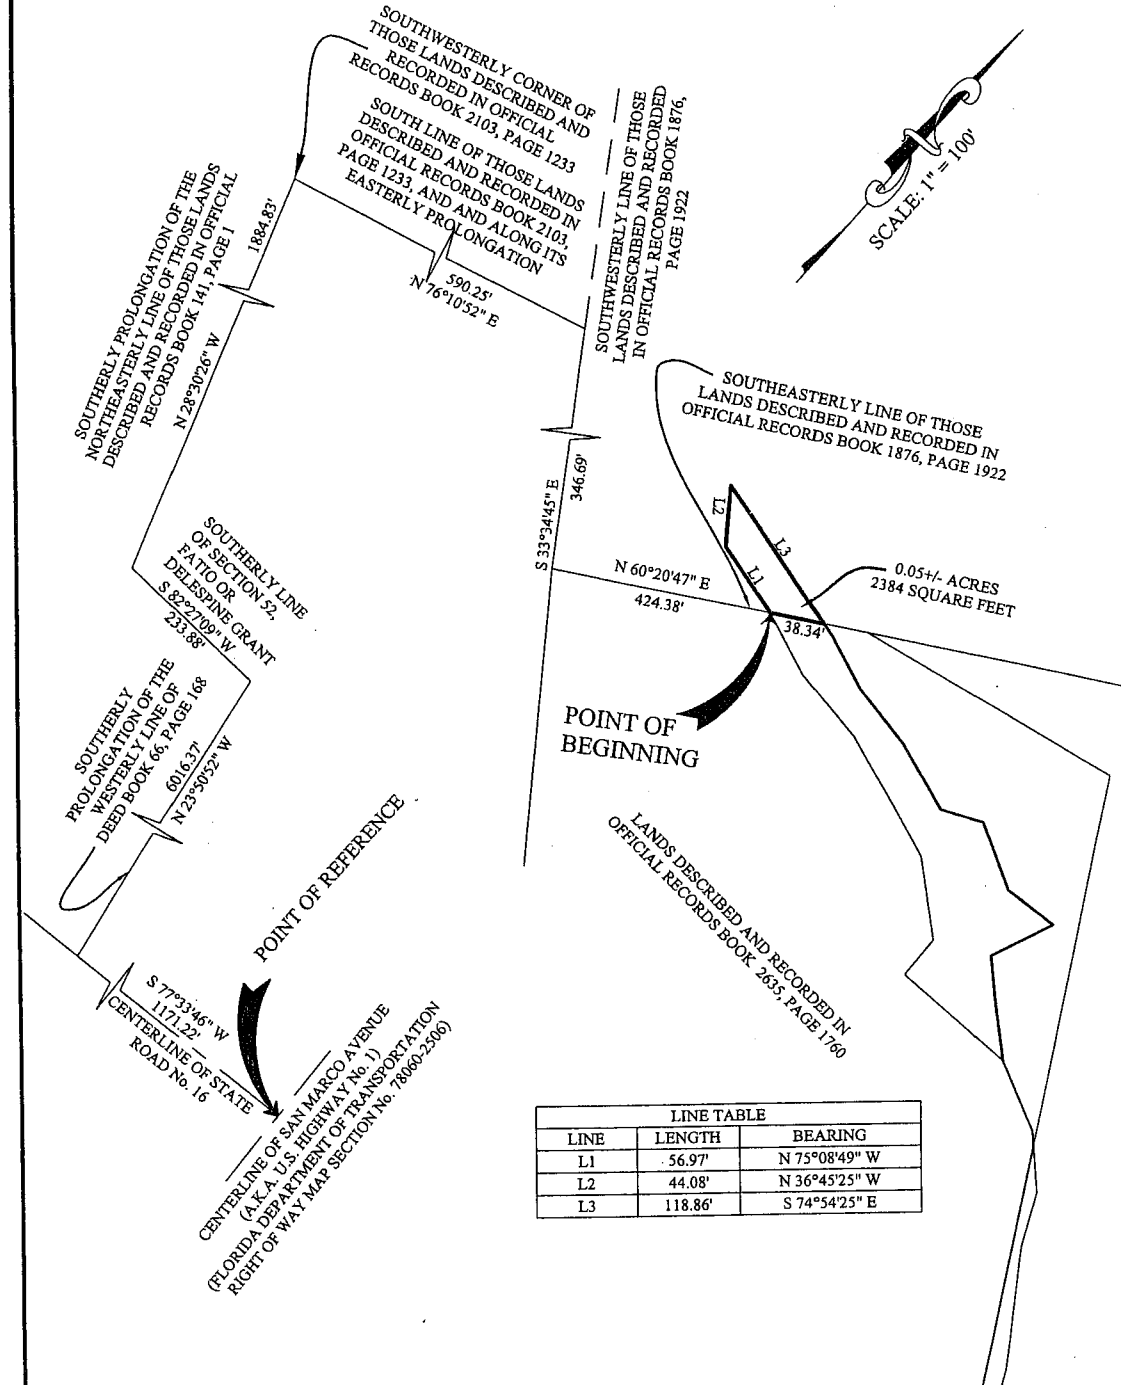 SOUTHWESTERLY CORNER OF
THOSE LANDS DESCRIBED AND
RECORDED IN OFFICIAL
RECORDS BOOK 2103, PAGE 1233
SOUTH LINE OF THOSE LANDS
DESCRIBED AND RECORDED IN
OFFICIAL RECORDS BOOK 2103,
PAGE 1233, AND AND ALONG ITS
EASTERLY PROLONGATION
590.25'
N 76°10'52" E
SOUTHWESTERLY LINE OF THOSE
LANDS DESCRIBED AND RECORDED
IN OFFICIAL RECORDS BOOK 1876,
PAGE 1922
SCALE: 1" = 100'
SOUTHERLY PROLONGATION OF THE
NORTHEASTERLY LINE OF THOSE LANDS
DESCRIBED AND RECORDED IN OFFICIAL
RECORDS BOOK 141, PAGE 1
1884.83'
N 28°30'26" W
SOUTHEASTERLY LINE OF THOSE
LANDS DESCRIBED AND RECORDED IN
OFFICIAL RECORDS BOOK 1876, PAGE 1922
S 33°34'45" E
346.69'
L2
L3
L1
0.05+/- ACRES
2384 SQUARE FEET
N 60°20'47" E
424.38'
38.34'
SOUTHERLY LINE
OF SECTION 52,
FATIO OR
DELESPINE GRANT
S 82°27'09" W
233.88'
POINT OF
BEGINNING
SOUTHERLY
PROLONGATION OF THE
WESTERLY LINE OF
DEED BOOK 66, PAGE 168
6016.37'
N 23°50'52" W
POINT OF REFERENCE
LANDS DESCRIBED AND RECORDED IN
OFFICIAL RECORDS BOOK 2635, PAGE 1760
S 77°33'46" W
1171.22'
CENTERLINE OF STATE
ROAD No. 16
CENTERLINE OF SAN MARCO AVENUE
(A.K.A. U.S. HIGHWAY No. 1)
(FLORIDA DEPARTMENT OF TRANSPORTATION
RIGHT OF WAY MAP SECTION No. 78060-2506)
LINE TABLE
LINE LENGTH BEARING
L1 56.97' N 75°08'49" W
L2 44.08' N 36°45'25" W
L3 118.86' S 74°54'25" E